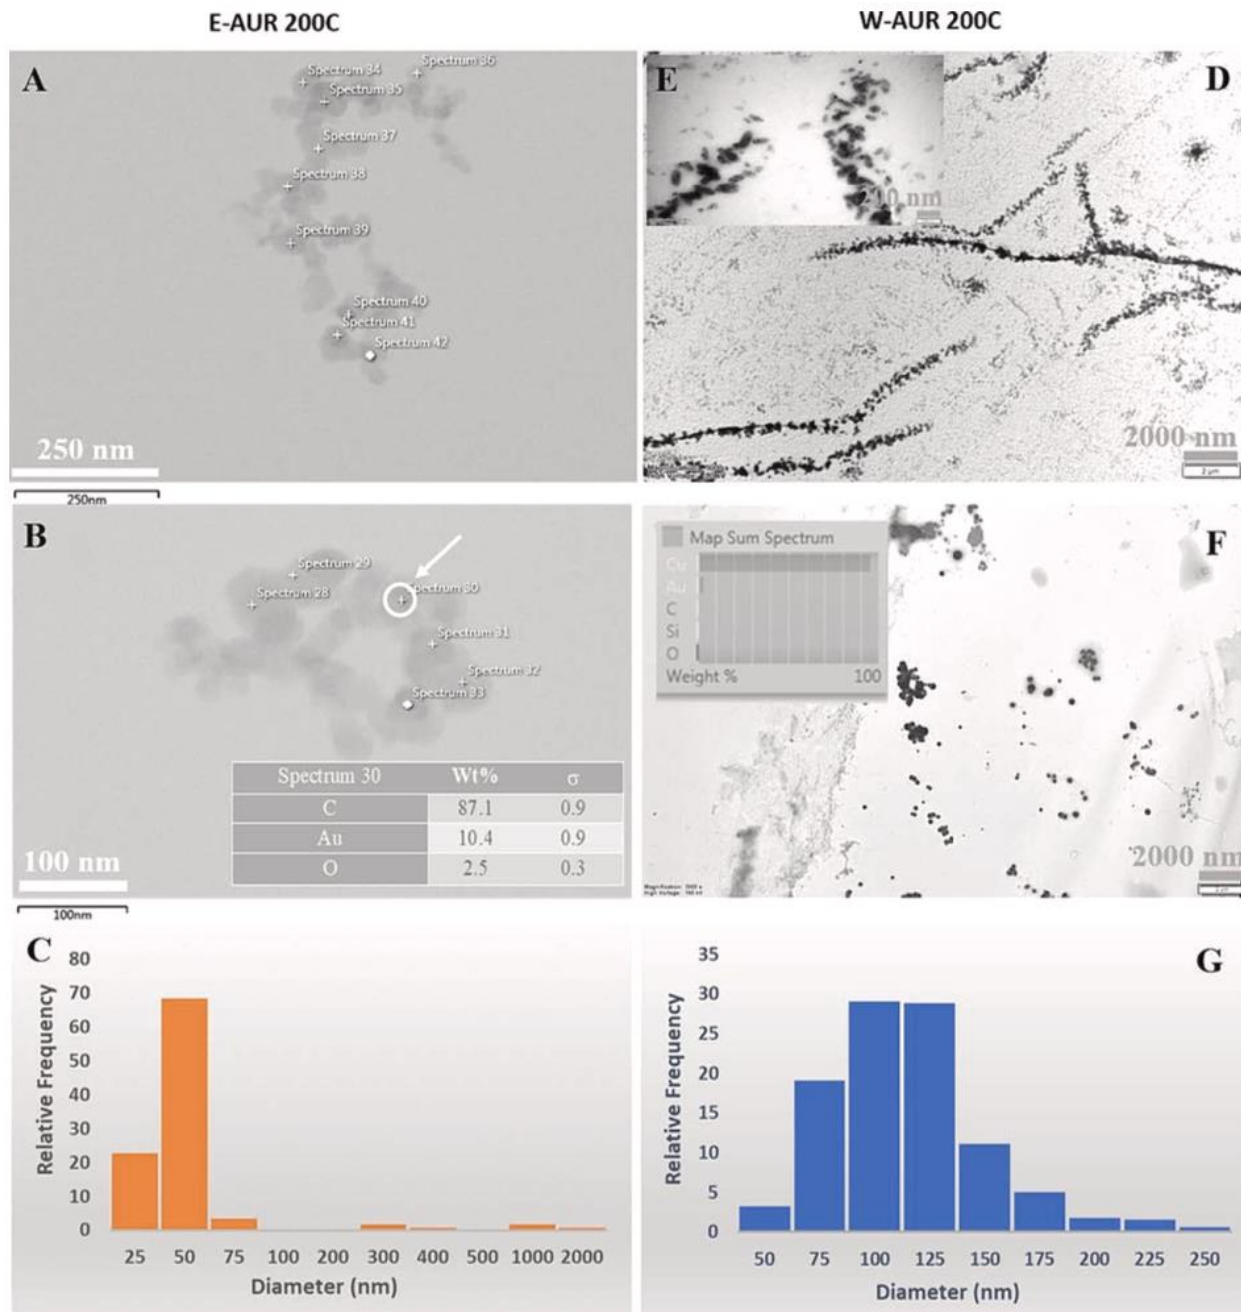 E-AUR 200C
W-AUR 200C
A
Spectrum 34
Spectrum 36
Spectrum 35
Spectrum 37
Spectrum 38
Spectrum 39
Spectrum 40
Spectrum 41
Spectrum 42
250 nm
250nm
E
D
2000 nm
2 µm
B
Spectrum 29
Spectrum 28
Spectrum 30
Spectrum 31
Spectrum 32
Spectrum 33
Spectrum 30 Wt% σ
C 87.1 0.9
Au 10.4 0.9
O 2.5 0.3
100 nm
100nm
F
Map Sum Spectrum
Cu
Au
C
Si
O
Weight % 100
2000 nm
C
80
70
60
50
40
30
20
10
0
Relative Frequency
25 50 75 100 200 300 400 500 1000 2000
Diameter (nm)
G
35
30
25
20
15
10
5
0
Relative Frequency
50 75 100 125 150 175 200 225 250
Diameter (nm)